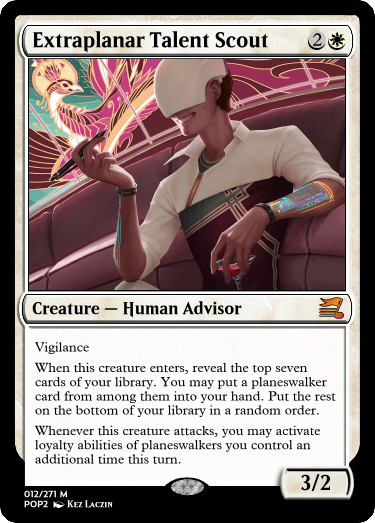 Extraplanar Talent Scout 2
Creature — Human Advisor
Vigilance
When this creature enters, reveal the top seven
cards of your library. You may put a planeswalker
card from among them into your hand. Put the rest
on the bottom of your library in a random order.
Whenever this creature attacks, you may activate
loyalty abilities of planeswalkers you control an
additional time this turn.
3/2
012/271 M
POP2 Kez Laczin